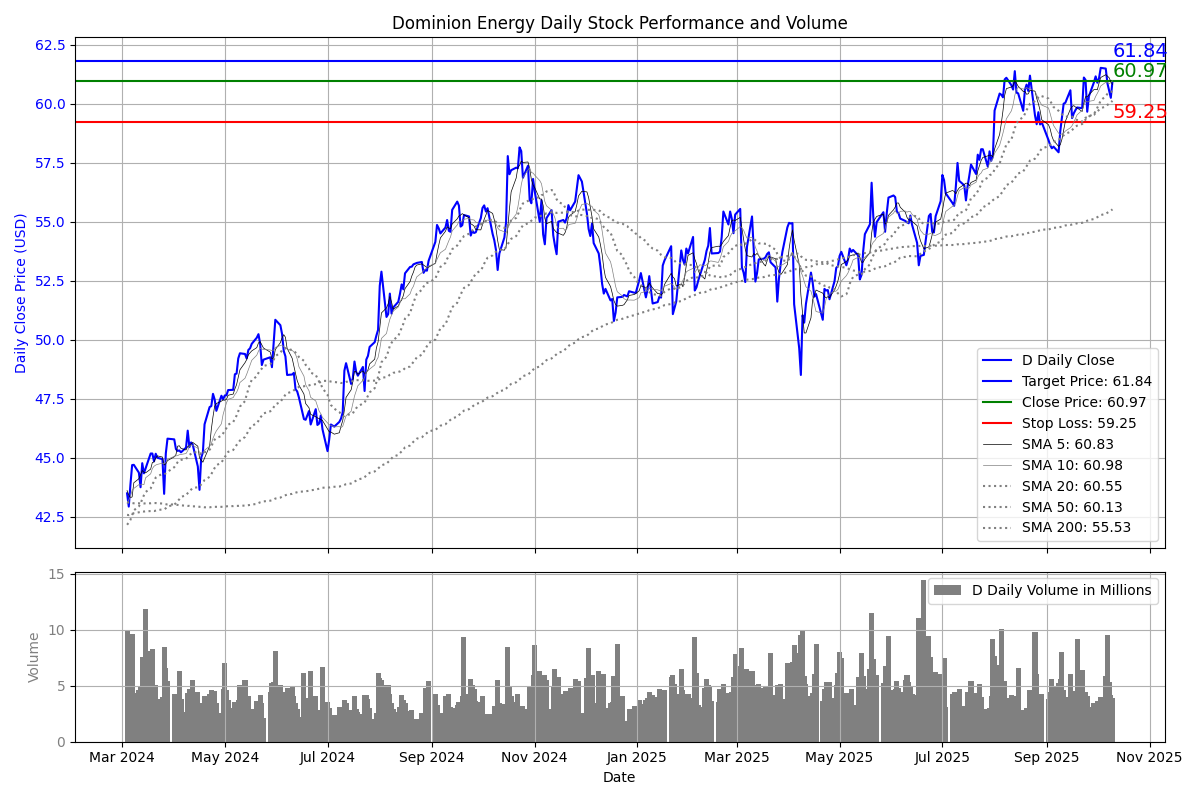 Dominion Energy Daily Stock Performance and Volume
62.5
60.0
57.5
55.0
52.5
50.0
47.5
45.0
42.5
Daily Close Price (USD)
61.84
60.97
59.25
D Daily Close
Target Price: 61.84
Close Price: 60.97
Stop Loss: 59.25
SMA 5: 60.83
SMA 10: 60.98
SMA 20: 60.55
SMA 50: 60.13
SMA 200: 55.53
15
10
5
0
Volume
D Daily Volume in Millions
Mar 2024 May 2024 Jul 2024 Sep 2024 Nov 2024 Jan 2025 Mar 2025 May 2025 Jul 2025 Sep 2025 Nov 2025
Date